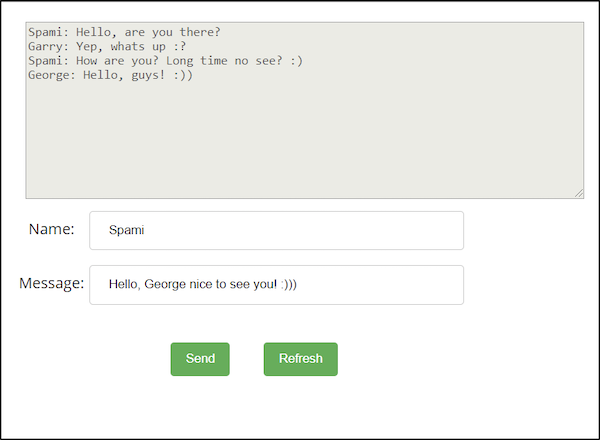 Spami: Hello, are you there?
Garry: Yep, whats up :?
Spami: How are you? Long time no see? :)
George: Hello, guys! :))
Name: Spami
Message: Hello, George nice to see you! :)))
Send Refresh